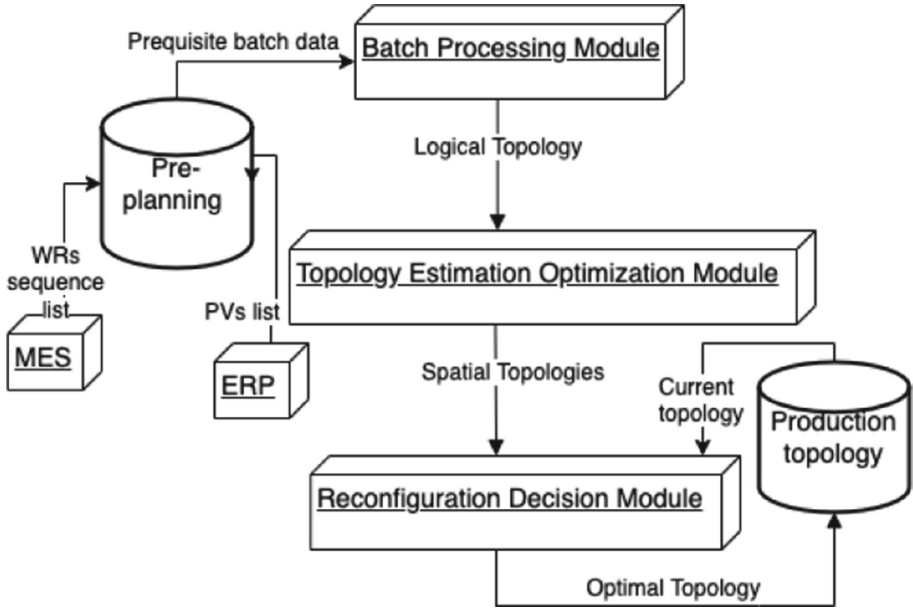 Prequisite batch data
Batch Processing Module
Logical Topology
Pre-
planning
WRs
sequence
list
PVs list
Topology Estimation Optimization Module
MES
ERP
Spatial Topologies
Current
topology
Production
topology
Reconfiguration Decision Module
Optimal Topology